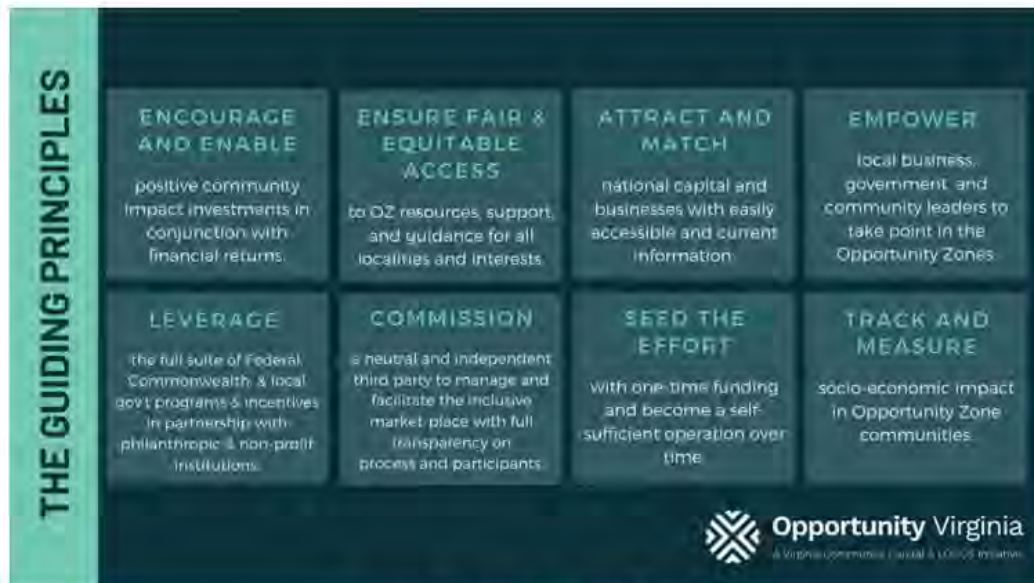 THE GUIDING PRINCIPLES
ENCOURAGE
AND ENABLE
positive community
impact investments in
conjunction with
financial returns.
ENSURE FAIR &
EQUITABLE
ACCESS
to OZ resources, support,
and guidance for all
localities and interests.
ATTRACT AND
MATCH
national capital and
businesses with easily
accessible and current
information.
EMPOWER
local business,
government, and
community leaders to
take point in the
Opportunity Zones.
LEVERAGE
the full suite of Federal
Commonwealth, & local
gov't programs & incentives
in partnership with
philanthropic & non-profit
institutions.
COMMISSION
a neutral and independent
third party to manage and
facilitate the inclusive
market place with full
transparency on
process and participants.
SEED THE
EFFORT
with one-time funding
and become a self-
sufficient operation over
time.
TRACK AND
MEASURE
socio-economic impact
in Opportunity Zone
communities.
Opportunity Virginia
A Virginia Community Capital & LOCUS Initiative